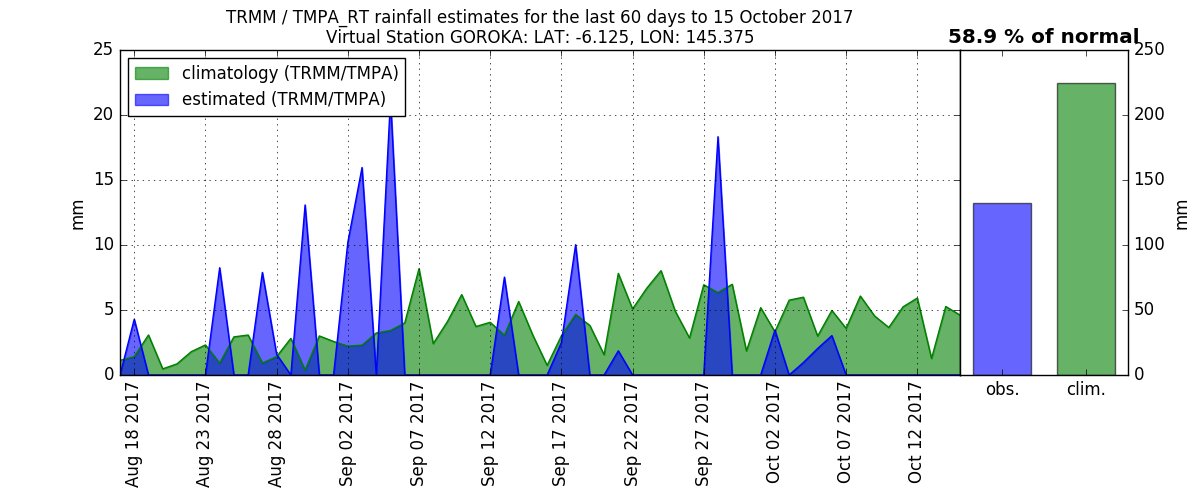 TRMM / TMPA_RT rainfall estimates for the last 60 days to 15 October 2017
Virtual Station GOROKA: LAT: -6.125, LON: 145.375
58.9 % of normal
climatology (TRMM/TMPA)
estimated (TRMM/TMPA)
25
20
15
10
5
0
mm
250
200
150
100
50
0
mm
Aug 18 2017
Aug 23 2017
Aug 28 2017
Sep 02 2017
Sep 07 2017
Sep 12 2017
Sep 17 2017
Sep 22 2017
Sep 27 2017
Oct 02 2017
Oct 07 2017
Oct 12 2017
obs.
clim.